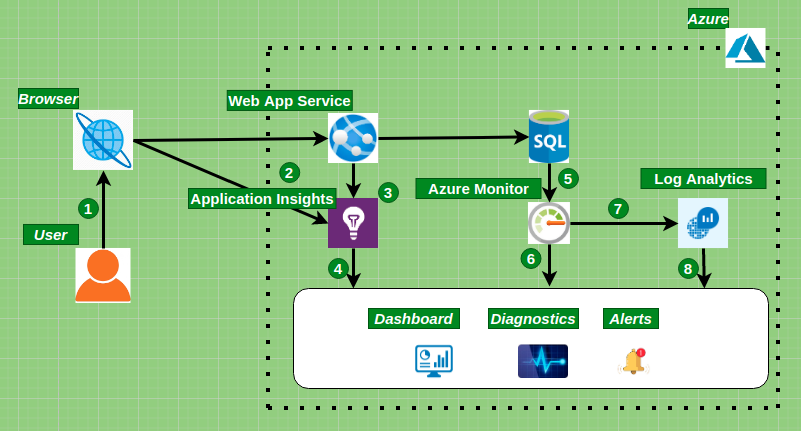 Azure
Browser
Web App Service
SQL
2
5
Log Analytics
Azure Monitor
3
Application Insights
1
7
User
6
4
8
Dashboard
Diagnostics
Alerts